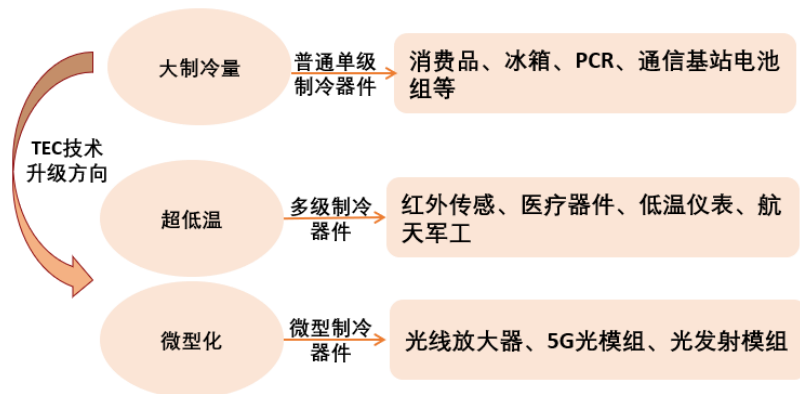 大制冷量
普通单级
制冷器件
消费品、冰箱、PCR、通信基站电池
组等
TEC技术
升级方向
超低温
多级制冷
器件
红外传感、医疗器件、低温仪表、航
天军工
微型化
微型制冷
器件
光线放大器、5G光模组、光发射模组